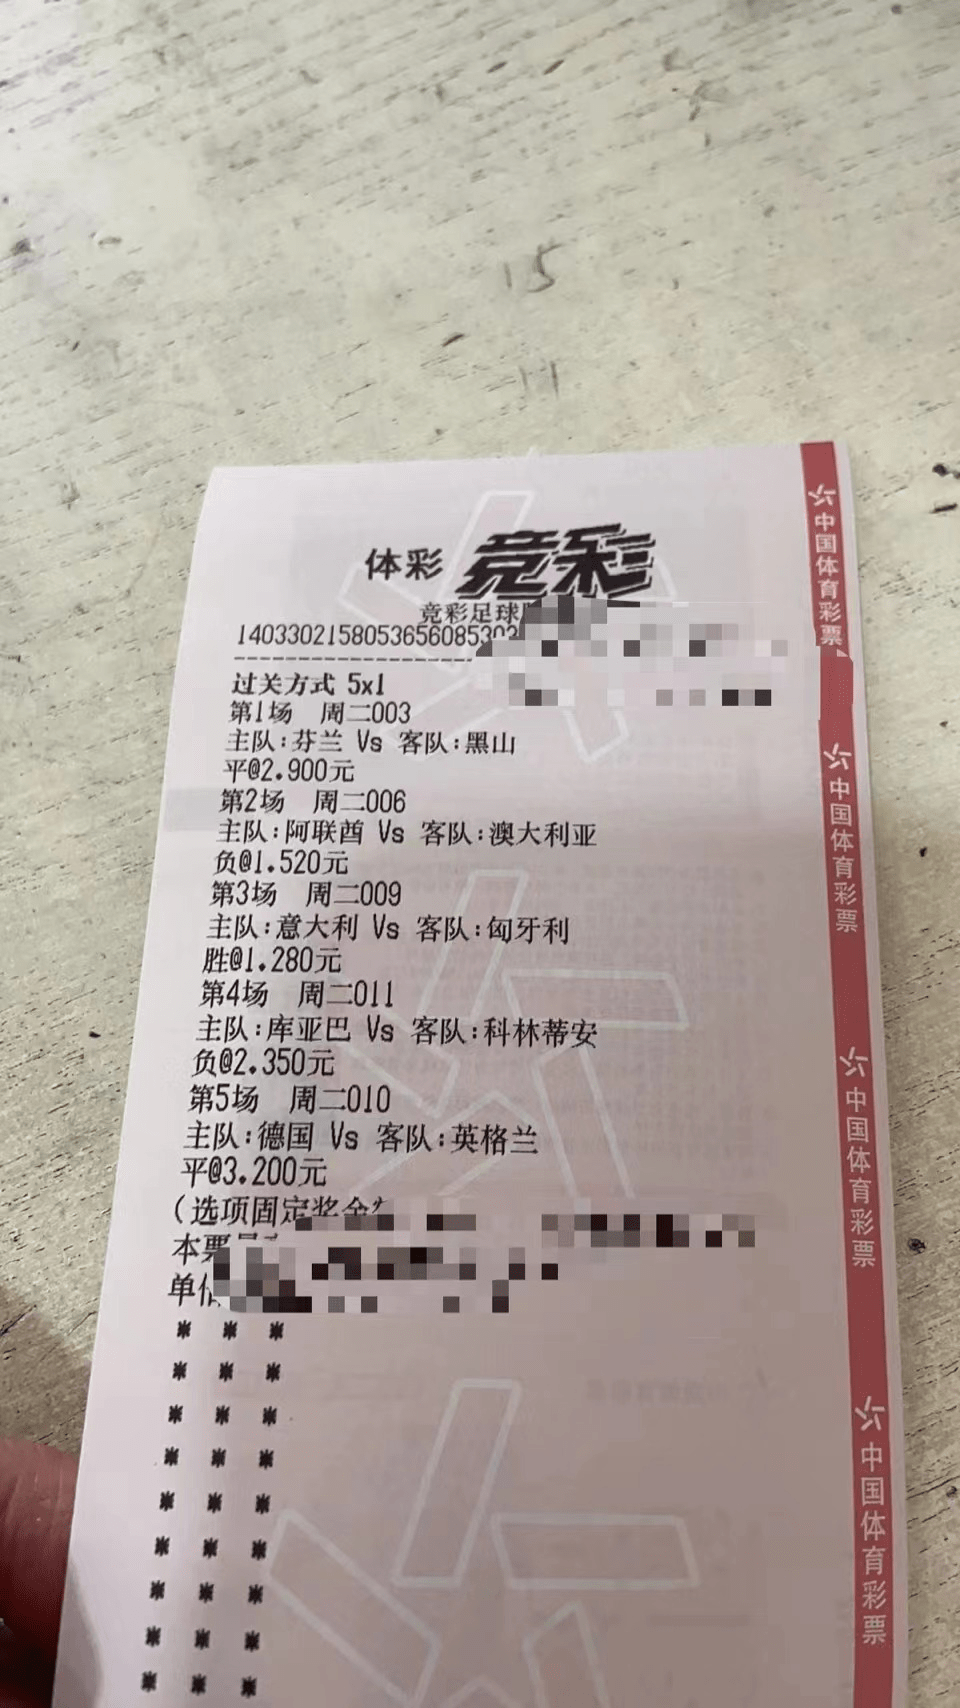 体彩 竞彩
竞彩足球
14033021580536560853
过关方式 5x1
第1场 周二003
主队:芬兰 Vs 客队:黑山
平@2.900元
第2场 周二006
主队:阿联酋 Vs 客队:澳大利亚
负@1.520元
第3场 周二009
主队:意大利 Vs 客队:匈牙利
胜@1.280元
第4场 周二011
主队:库亚巴 Vs 客队:科林蒂安
负@2.350元
第5场 周二010
主队:德国 Vs 客队:英格兰
平@3.200元
(选项固定奖金
本票
单倍
* * *
* * *
* * *
* * *
* * *
* * *
* * *
* * *
* * *
中国体育彩票
中国体育彩票
中国体育彩票
中国体育彩票
15
11